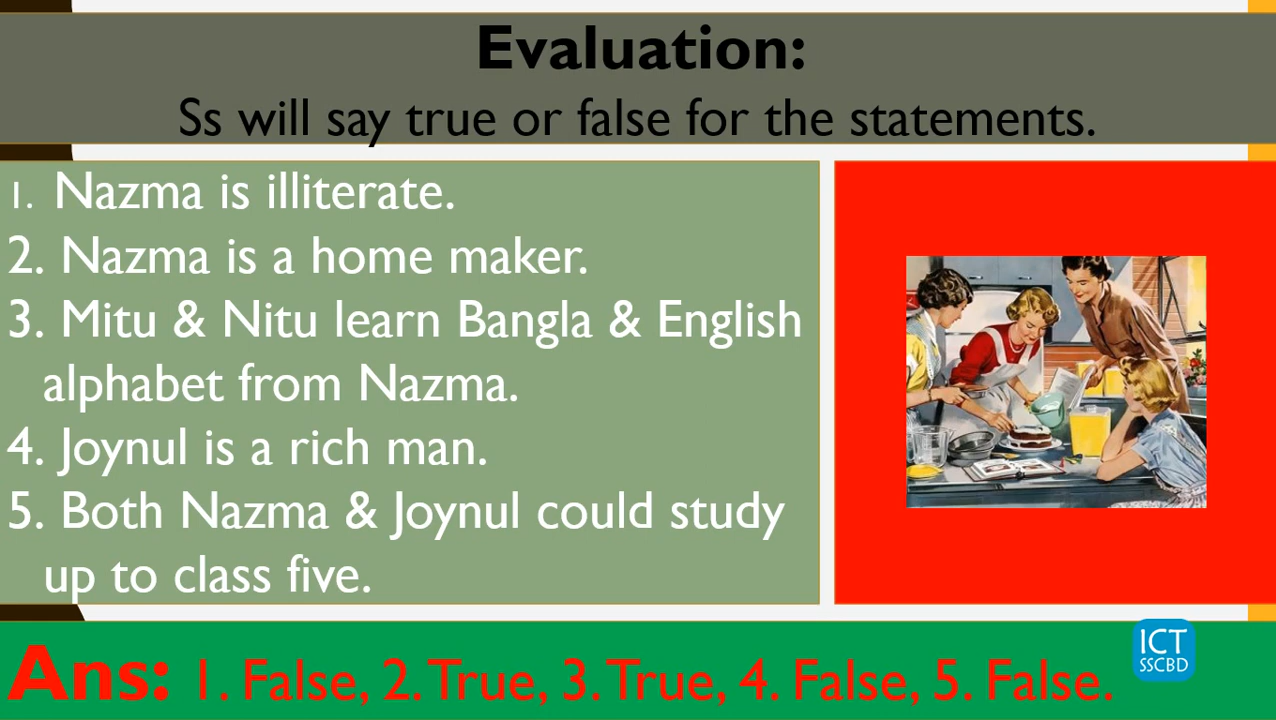 Evaluation:
Ss will say true or false for the statements.
1. Nazma is illiterate.
2. Nazma is a home maker.
3. Mitu & Nitu learn Bangla & English
alphabet from Nazma.
4. Joynul is a rich man.
5. Both Nazma & Joynul could study
up to class five.
Ans: 1. False, 2. True, 3. True, 4. False, 5. False.
ICT
SSCBD